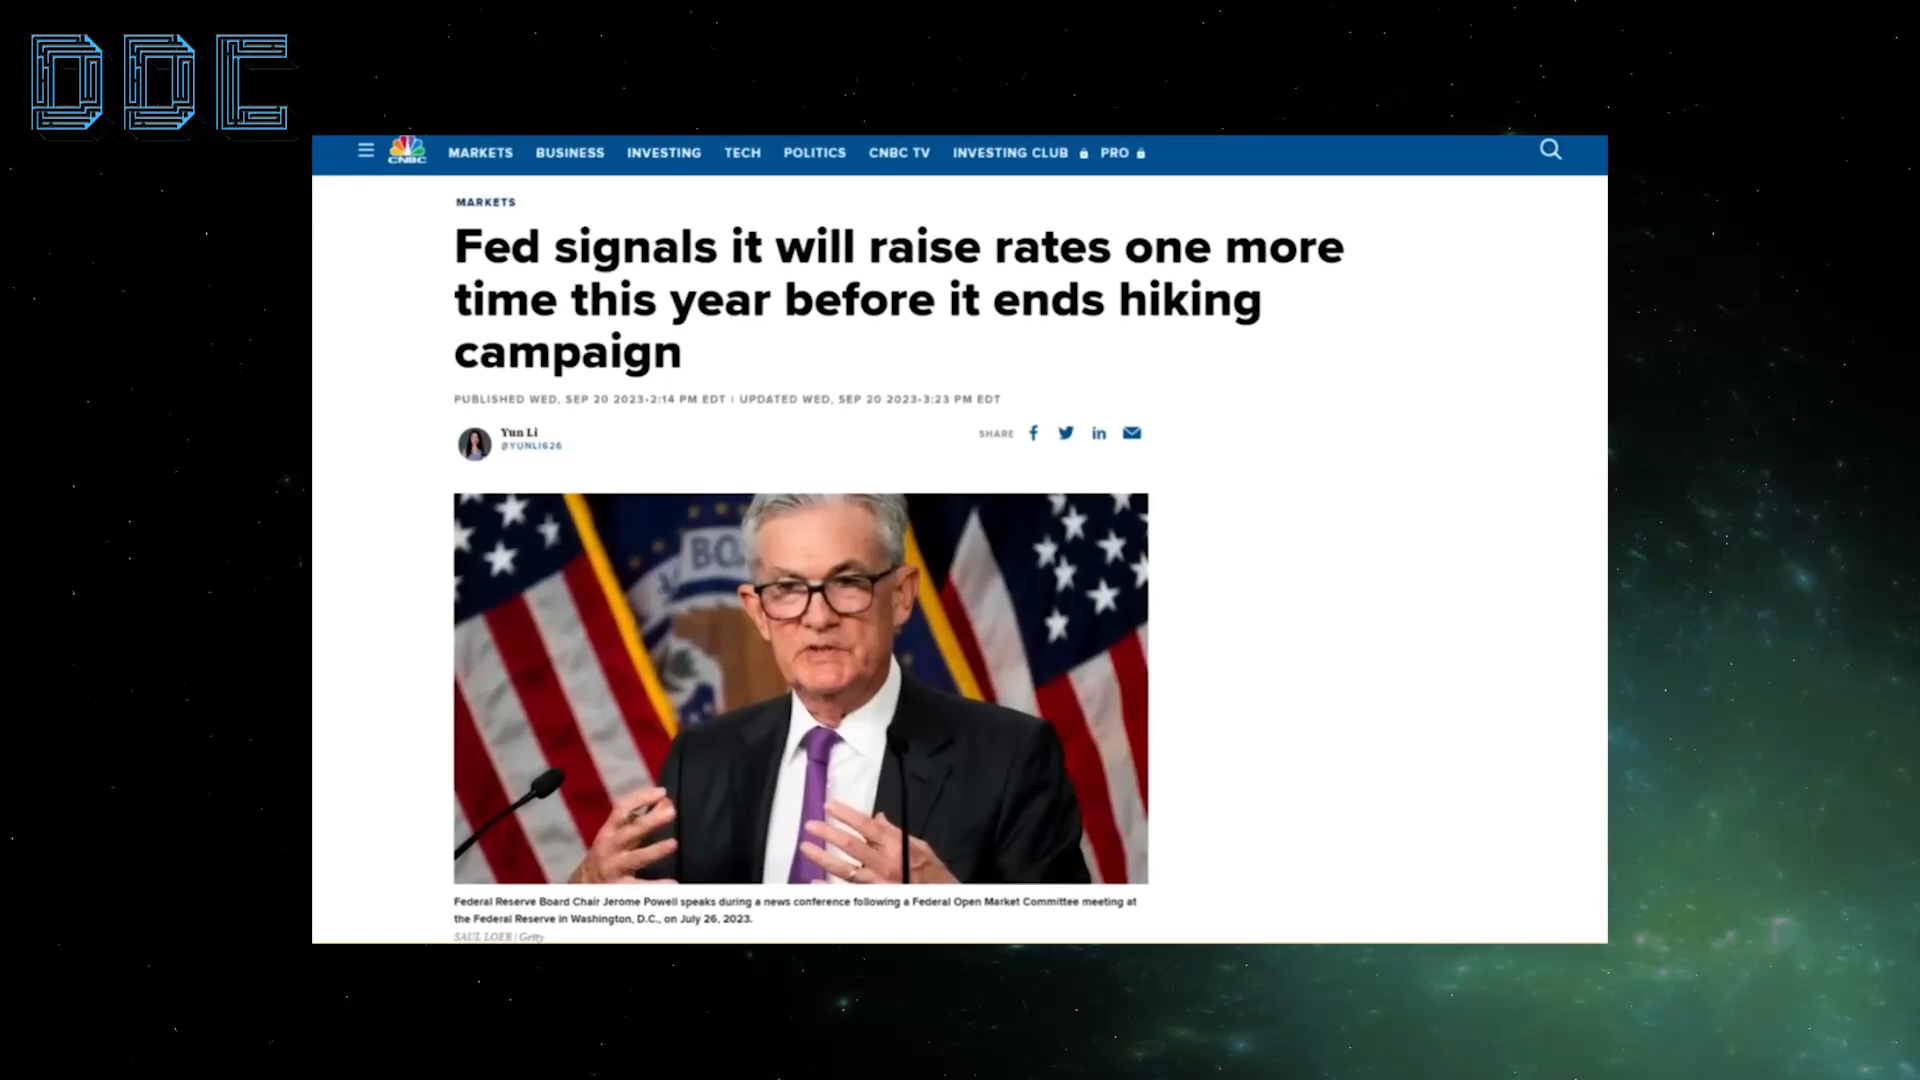 DDC
CNBC
MARKETS BUSINESS INVESTING TECH POLITICS CNBC TV INVESTING CLUB PRO
MARKETS
Fed signals it will raise rates one more
time this year before it ends hiking
campaign
PUBLISHED WED, SEP 20 2023•2:14 PM EDT | UPDATED WED, SEP 20 2023•3:23 PM EDT
Yun Li
@YUNLI626
SHARE
BO
Federal Reserve Board Chair Jerome Powell speaks during a news conference following a Federal Open Market Committee meeting at
the Federal Reserve in Washington, D.C., on July 26, 2023.
SAUL LOEB | Getty